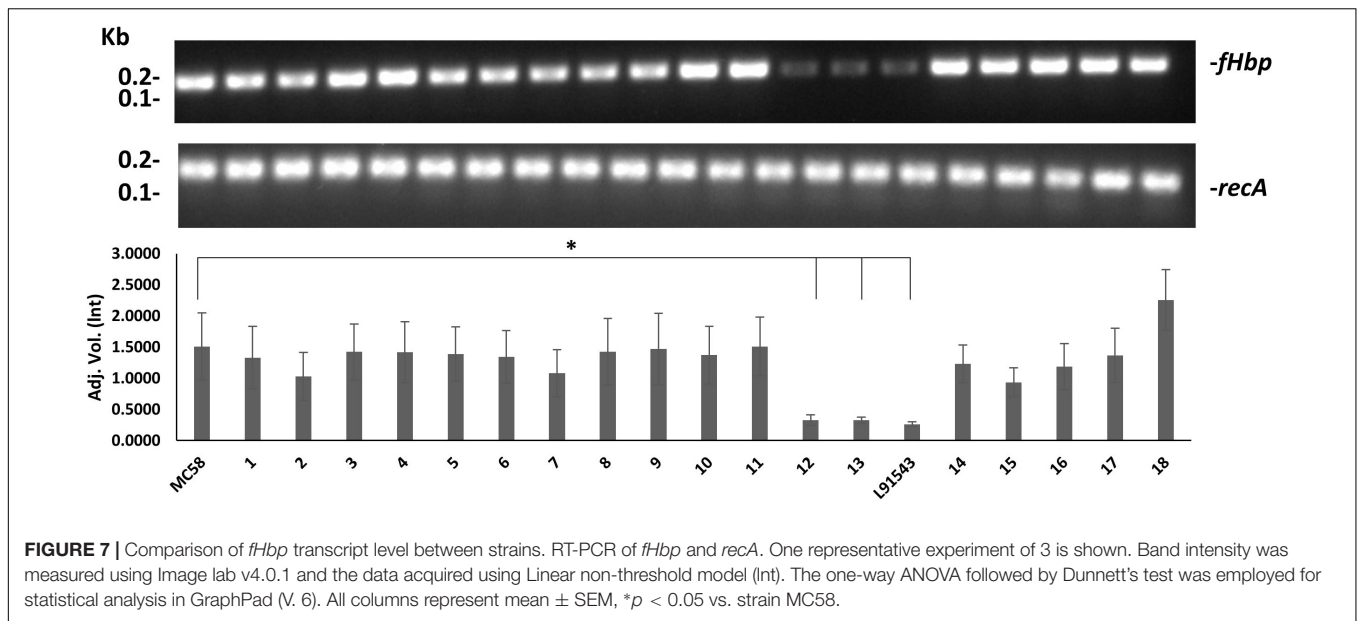 Kb
0.2-
0.1-
-fHbp
0.2-
0.1-
-recA
*
3.0000
2.5000
2.0000
1.5000
1.0000
0.5000
0.0000
Adj. Vol. (Int)
MC58 1 2 3 4 5 6 7 8 9 10 11 12 13 L91543 14 15 16 17 18
FIGURE 7 | Comparison of fHbp transcript level between strains. RT-PCR of fHbp and recA. One representative experiment of 3 is shown. Band intensity was
measured using Image lab v4.0.1 and the data acquired using Linear non-threshold model (Int). The one-way ANOVA followed by Dunnett's test was employed for
statistical analysis in GraphPad (V. 6). All columns represent mean ± SEM, *p < 0.05 vs. strain MC58.